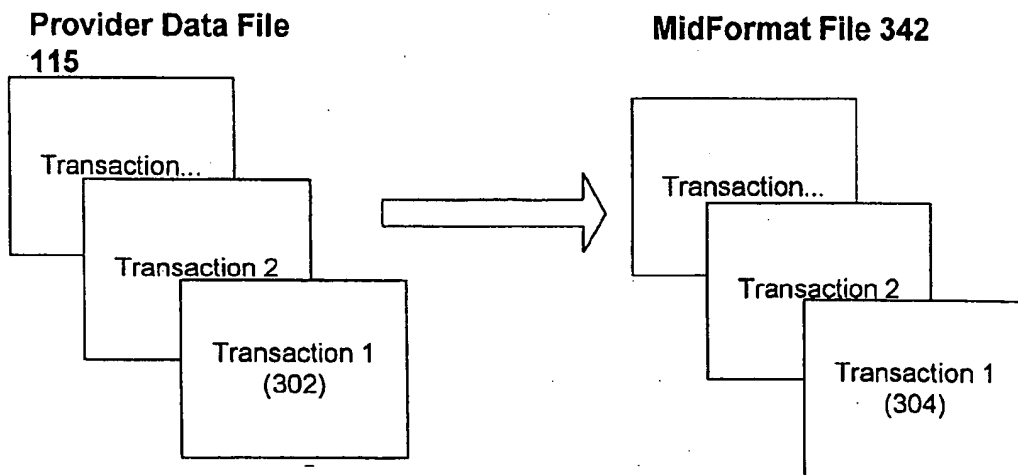 Provider Data File
115
MidFormat File 342
Transaction...
Transaction 2
Transaction 1
(302)
Transaction...
Transaction 2
Transaction 1
(304)